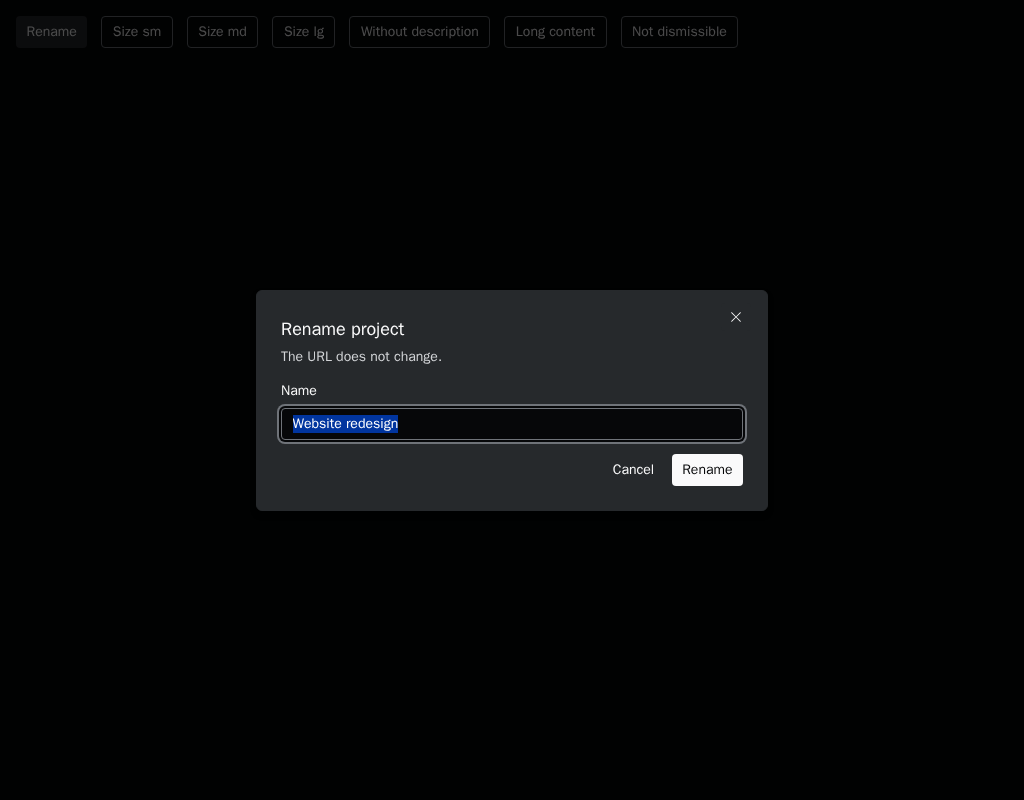 Rename Size sm Size md Size lg Without description Long content Not dismissible
Rename project
The URL does not change.
Name
Website redesign
Cancel Rename